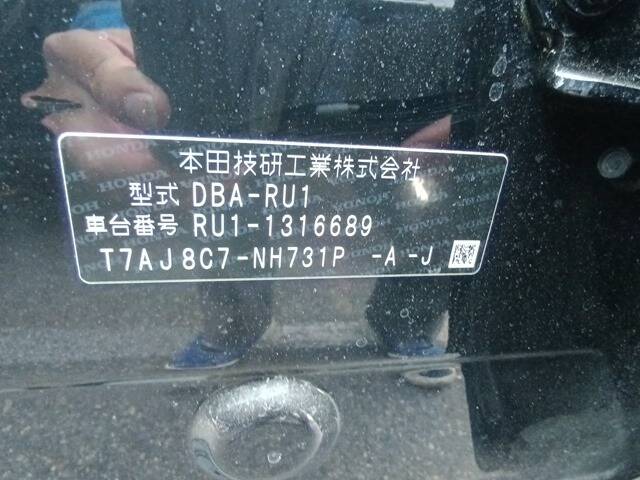 本田技研工業株式会社
型式 DBA-RU1
車台番号 RU1-1316689
T7AJ8C7-NH731P -A-J